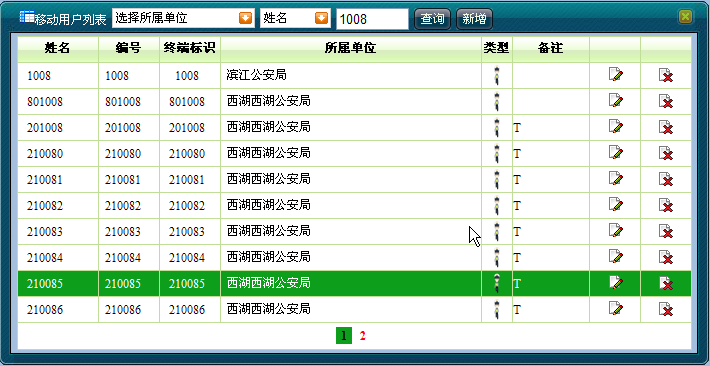 移动用户列表 选择所属单位 姓名 1008 查询 新增
姓名 编号 终端标识 所属单位 类型 备注
1008 1008 1008 滨江公安局
801008 801008 801008 西湖西湖公安局
201008 201008 201008 西湖西湖公安局 T
210080 210080 210080 西湖西湖公安局 T
210081 210081 210081 西湖西湖公安局 T
210082 210082 210082 西湖西湖公安局 T
210083 210083 210083 西湖西湖公安局 T
210084 210084 210084 西湖西湖公安局 T
210085 210085 210085 西湖西湖公安局 T
210086 210086 210086 西湖西湖公安局 T
1 2